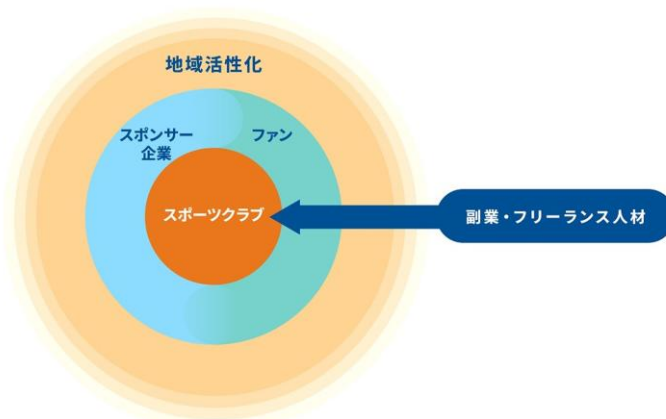 地域活性化
スポンサー
企業
ファン
スポーツクラブ
副業・フリーランス人材